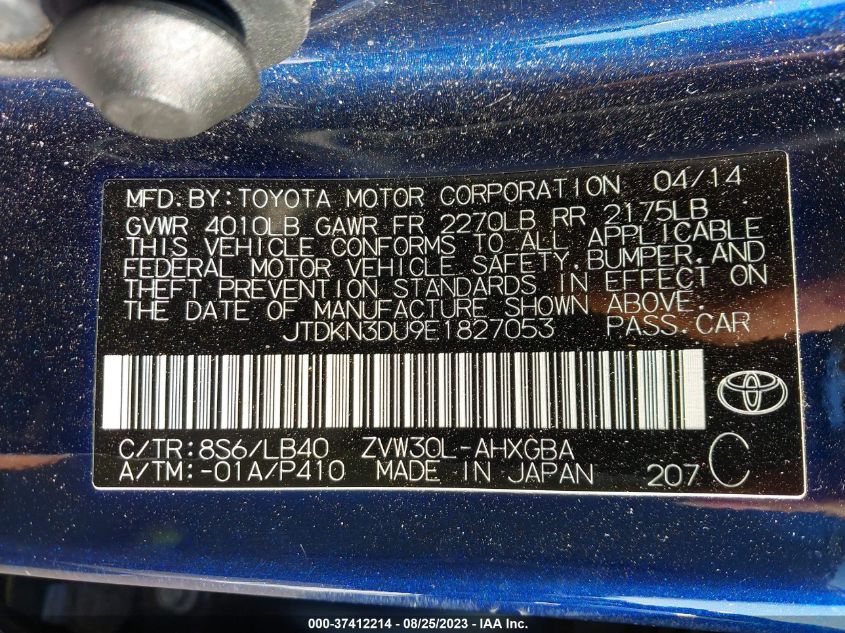 MFD.BY:TOYOTA MOTOR CORPORATION 04/14
GVWR 4010LB GAWR FR 2270LB RR 2175LB
THIS VEHICLE CONFORMS TO ALL APPLICABLE
FEDERAL MOTOR VEHICLE SAFETY,BUMPER,AND
THEFT PREVENTION STANDARDS IN EFFECT ON
THE DATE OF MANUFACTURE SHOWN ABOVE.
JTDKN3DU9E1827053 PASS.CAR
C/TR:8S6/LB40 ZVW30L-AHXGBA
A/TM:-01A/P410 MADE IN JAPAN 207 C
000-37412214 - 08/25/2023 - IAA Inc.